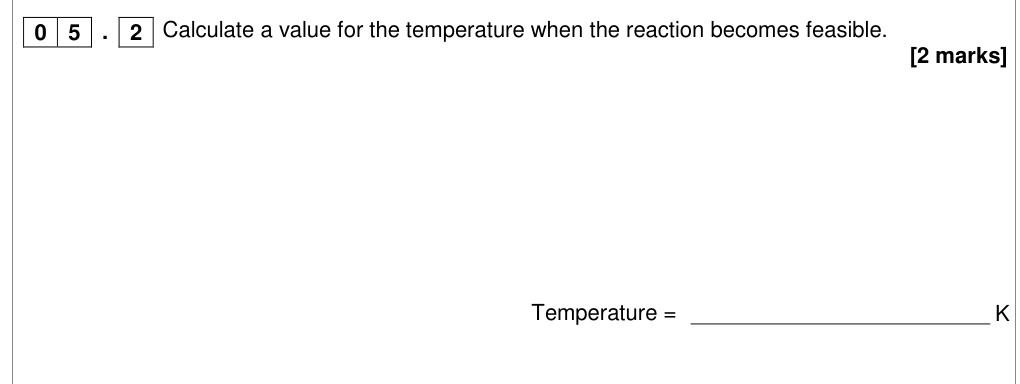 0 5 . 2 Calculate a value for the temperature when the reaction becomes feasible.
[2 marks]
Temperature = K